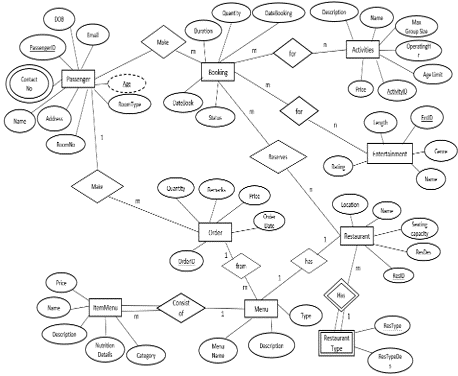 DOB
Email
PassengerID
Contact
No
Passenger
Age
RoomType
Name
Address
RoomNo
Make
m
1
Make
m
Quantity
DateBooking
Duration
m
Booking
DateBook
Status
m
for
n
m
for
n
m
Reserves
n
Description
Name
Max
Group Size
Activities
Age Limit
Price
ActivityID
Length
EntID
Entertainment
Genre
Rating
Name
Quantity
Remarks
Price
Order
Date
Order
OrderID
1
from
m
Location
Name
Seating
capacity
Restaurant
ResDes
ResID
1
has
1
m
Has
1
Restaurant
Type
ResType
ResTypeDe
s
Price
Name
ItemMenu
Description
Nutrition
Details
Category
m
Consist
of
1
Menu
Type
Menu
Name
Description